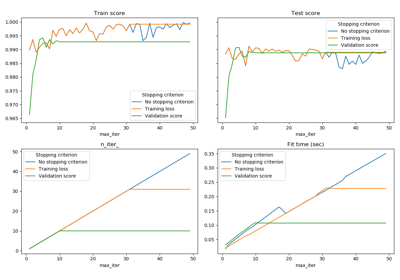 Train score
Test score
1.000
0.995
0.990
0.985
0.980
0.975
0.970
0.965
Stopping criterion
No stopping criterion
Training loss
Validation score
Stopping criterion
No stopping criterion
Training loss
Validation score
0 10 20 30 40 50
max_iter
0 10 20 30 40 50
max_iter
n_iter_
Fit time (sec)
50
40
30
20
10
0
Stopping criterion
No stopping criterion
Training loss
Validation score
0.35
0.30
0.25
0.20
0.15
0.10
0.05
Stopping criterion
No stopping criterion
Training loss
Validation score
0 10 20 30 40 50
max_iter
0 10 20 30 40 50
max_iter